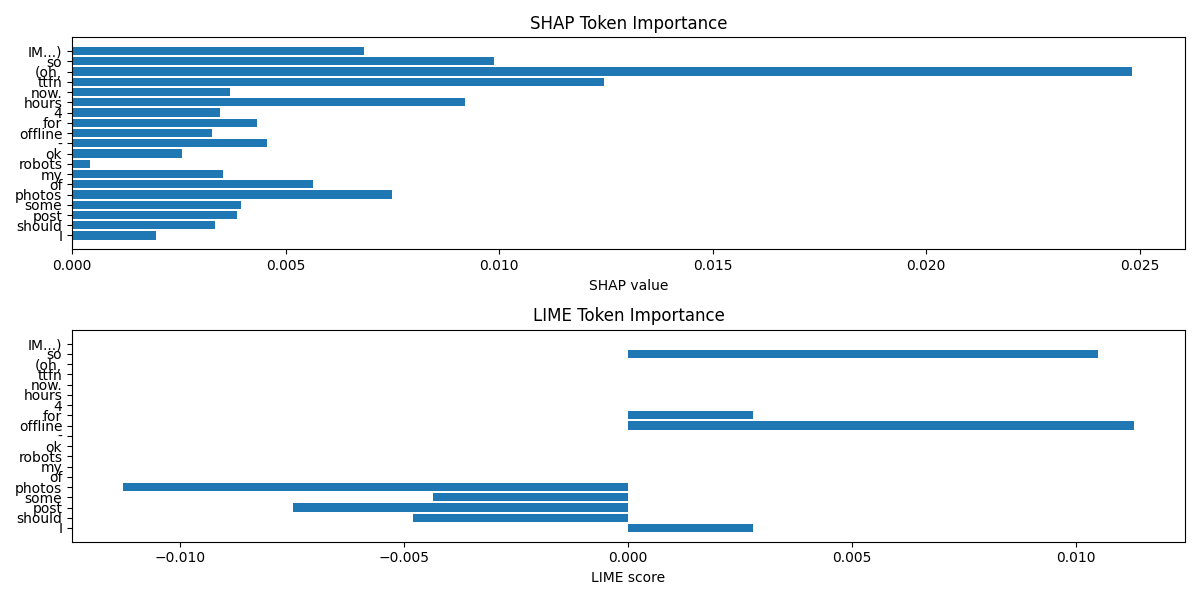 SHAP Token Importance
IM...)
so
(oh,
ttfn
now.
hours
4
for
offline
-
ok
robots
my
of
photos
some
post
should
I
0.000 0.005 0.010 0.015 0.020 0.025
SHAP value
LIME Token Importance
IM...)
so
(oh,
ttfn
now.
hours
4
for
offline
-
ok
robots
my
of
photos
some
post
should
I
−0.010 −0.005 0.000 0.005 0.010
LIME score